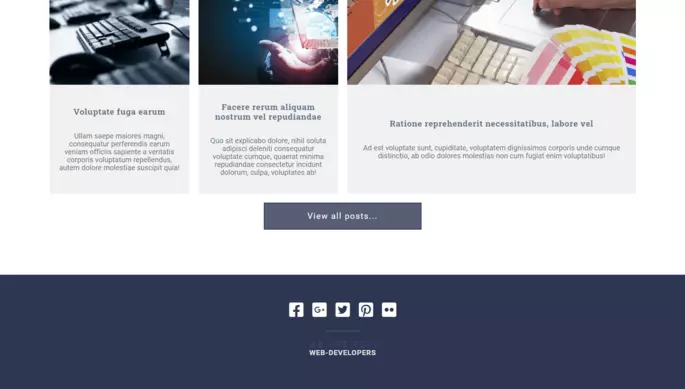 Voluptate fuga earum
Ullam saepe maiores magni,
consequatur perferendis earum
veniam officiis sapiente a veritatis
corporis voluptatum repellendus,
autem dolore molestiae suscipit quia!
Facere rerum aliquam
nostrum vel repudiandae
Quo sit explicabo dolore, nihil soluta
adipisci deleniti consequatur
voluptate cumque, quaerat minima
repudiandae consectetur incidunt
dolorum, culpa, voluptates ab!
Ratione reprehenderit necessitatibus, labore vel
Ad est voluptate sunt, cupiditate, voluptatem dignissimos corporis unde cumque
distinctio, ab odio dolores molestias non cum fugiat enim voluptatibus!
View all posts...
WEB-DEVELOPERS